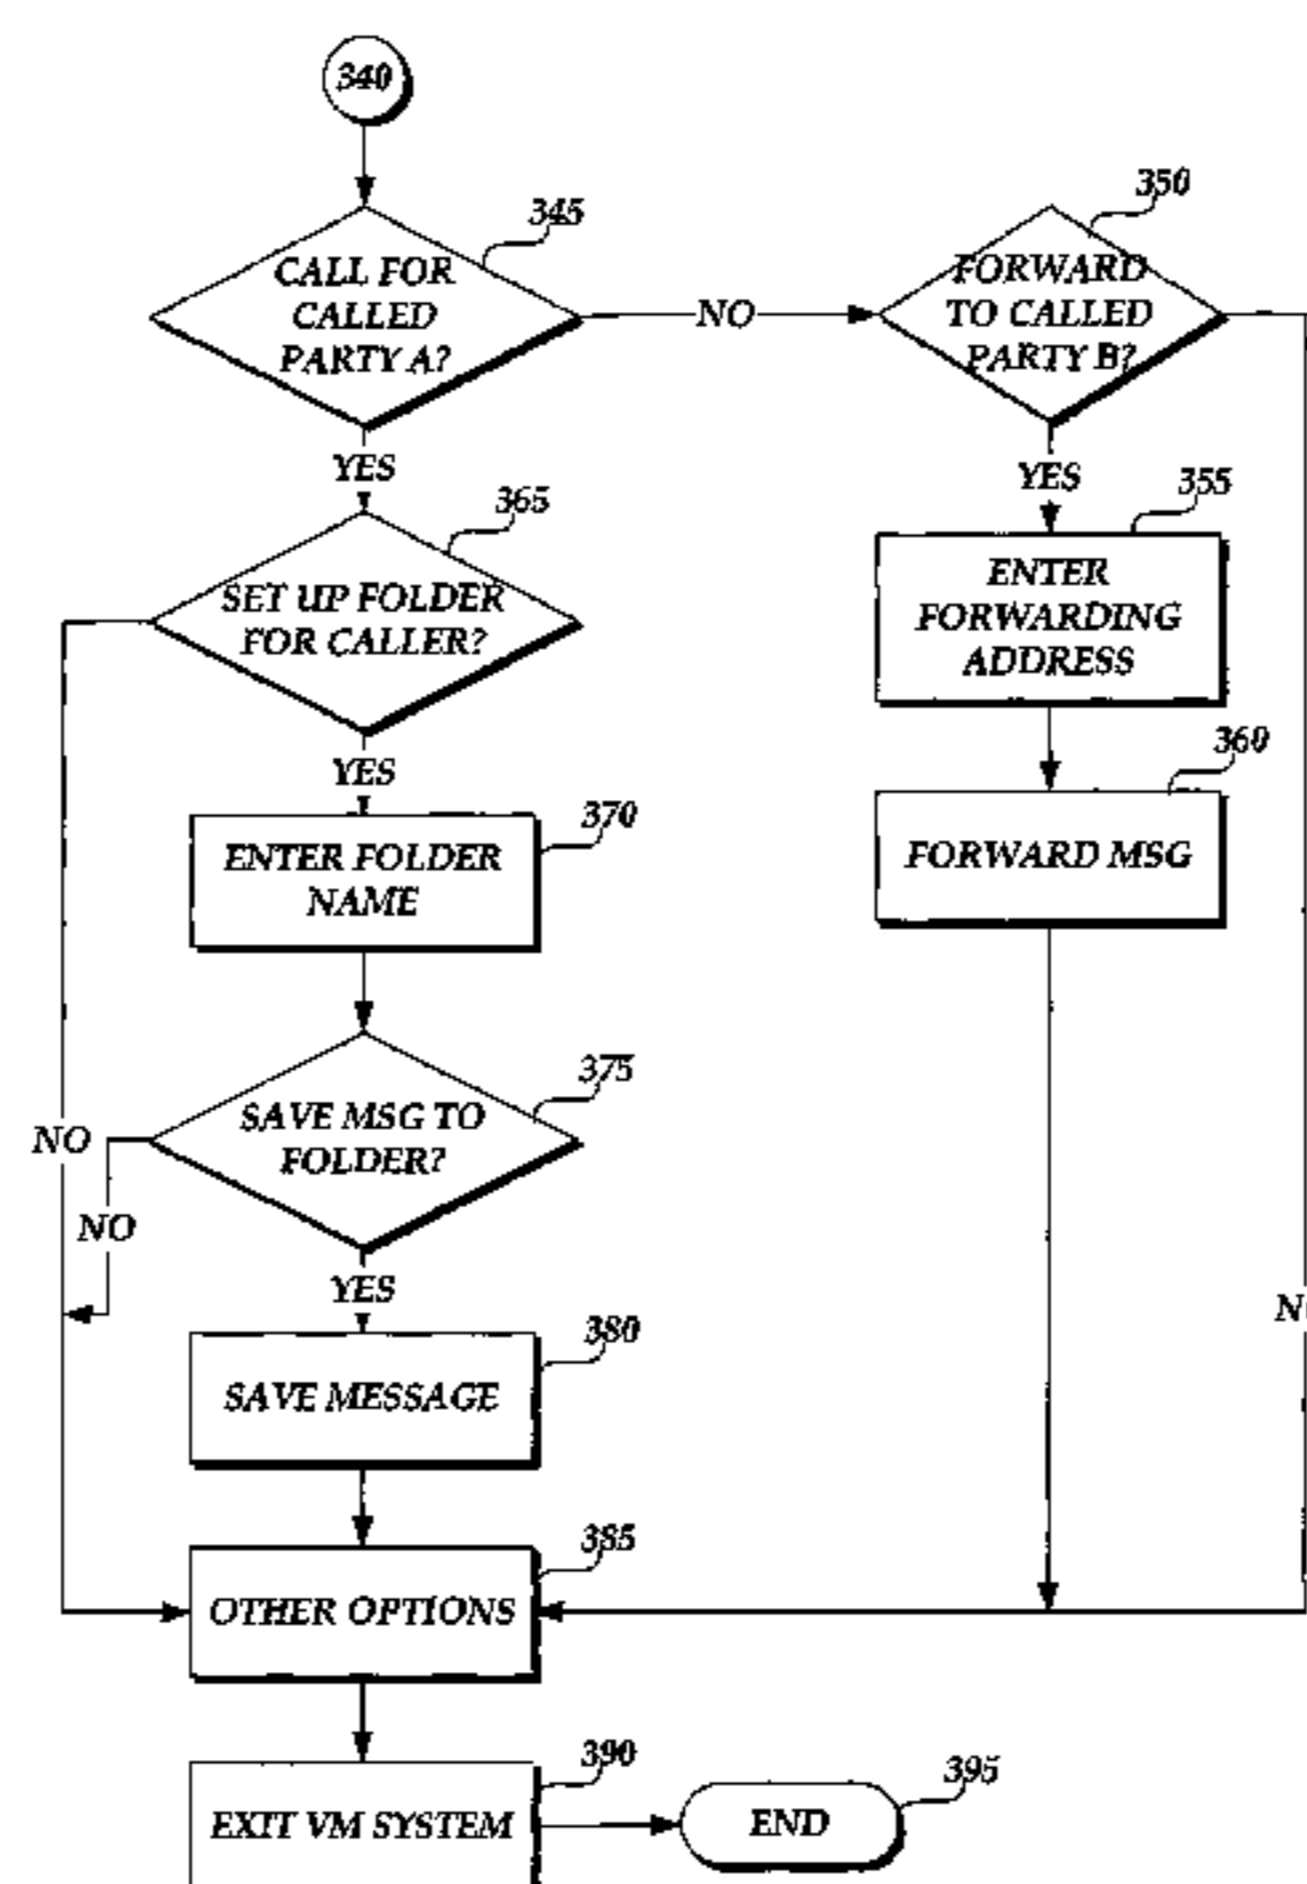 340
345
CALL FOR
CALLED
PARTY A?
NO
350
FORWARD
TO CALLED
PARTY B?
YES
YES
355
ENTER
FORWARDING
ADDRESS
365
SET UP FOLDER
FOR CALLER?
360
FORWARD MSG
YES
370
ENTER FOLDER
NAME
375
SAVE MSG TO
FOLDER?
NO
NO
YES
380
SAVE MESSAGE
385
OTHER OPTIONS
390
EXIT VM SYSTEM
395
END